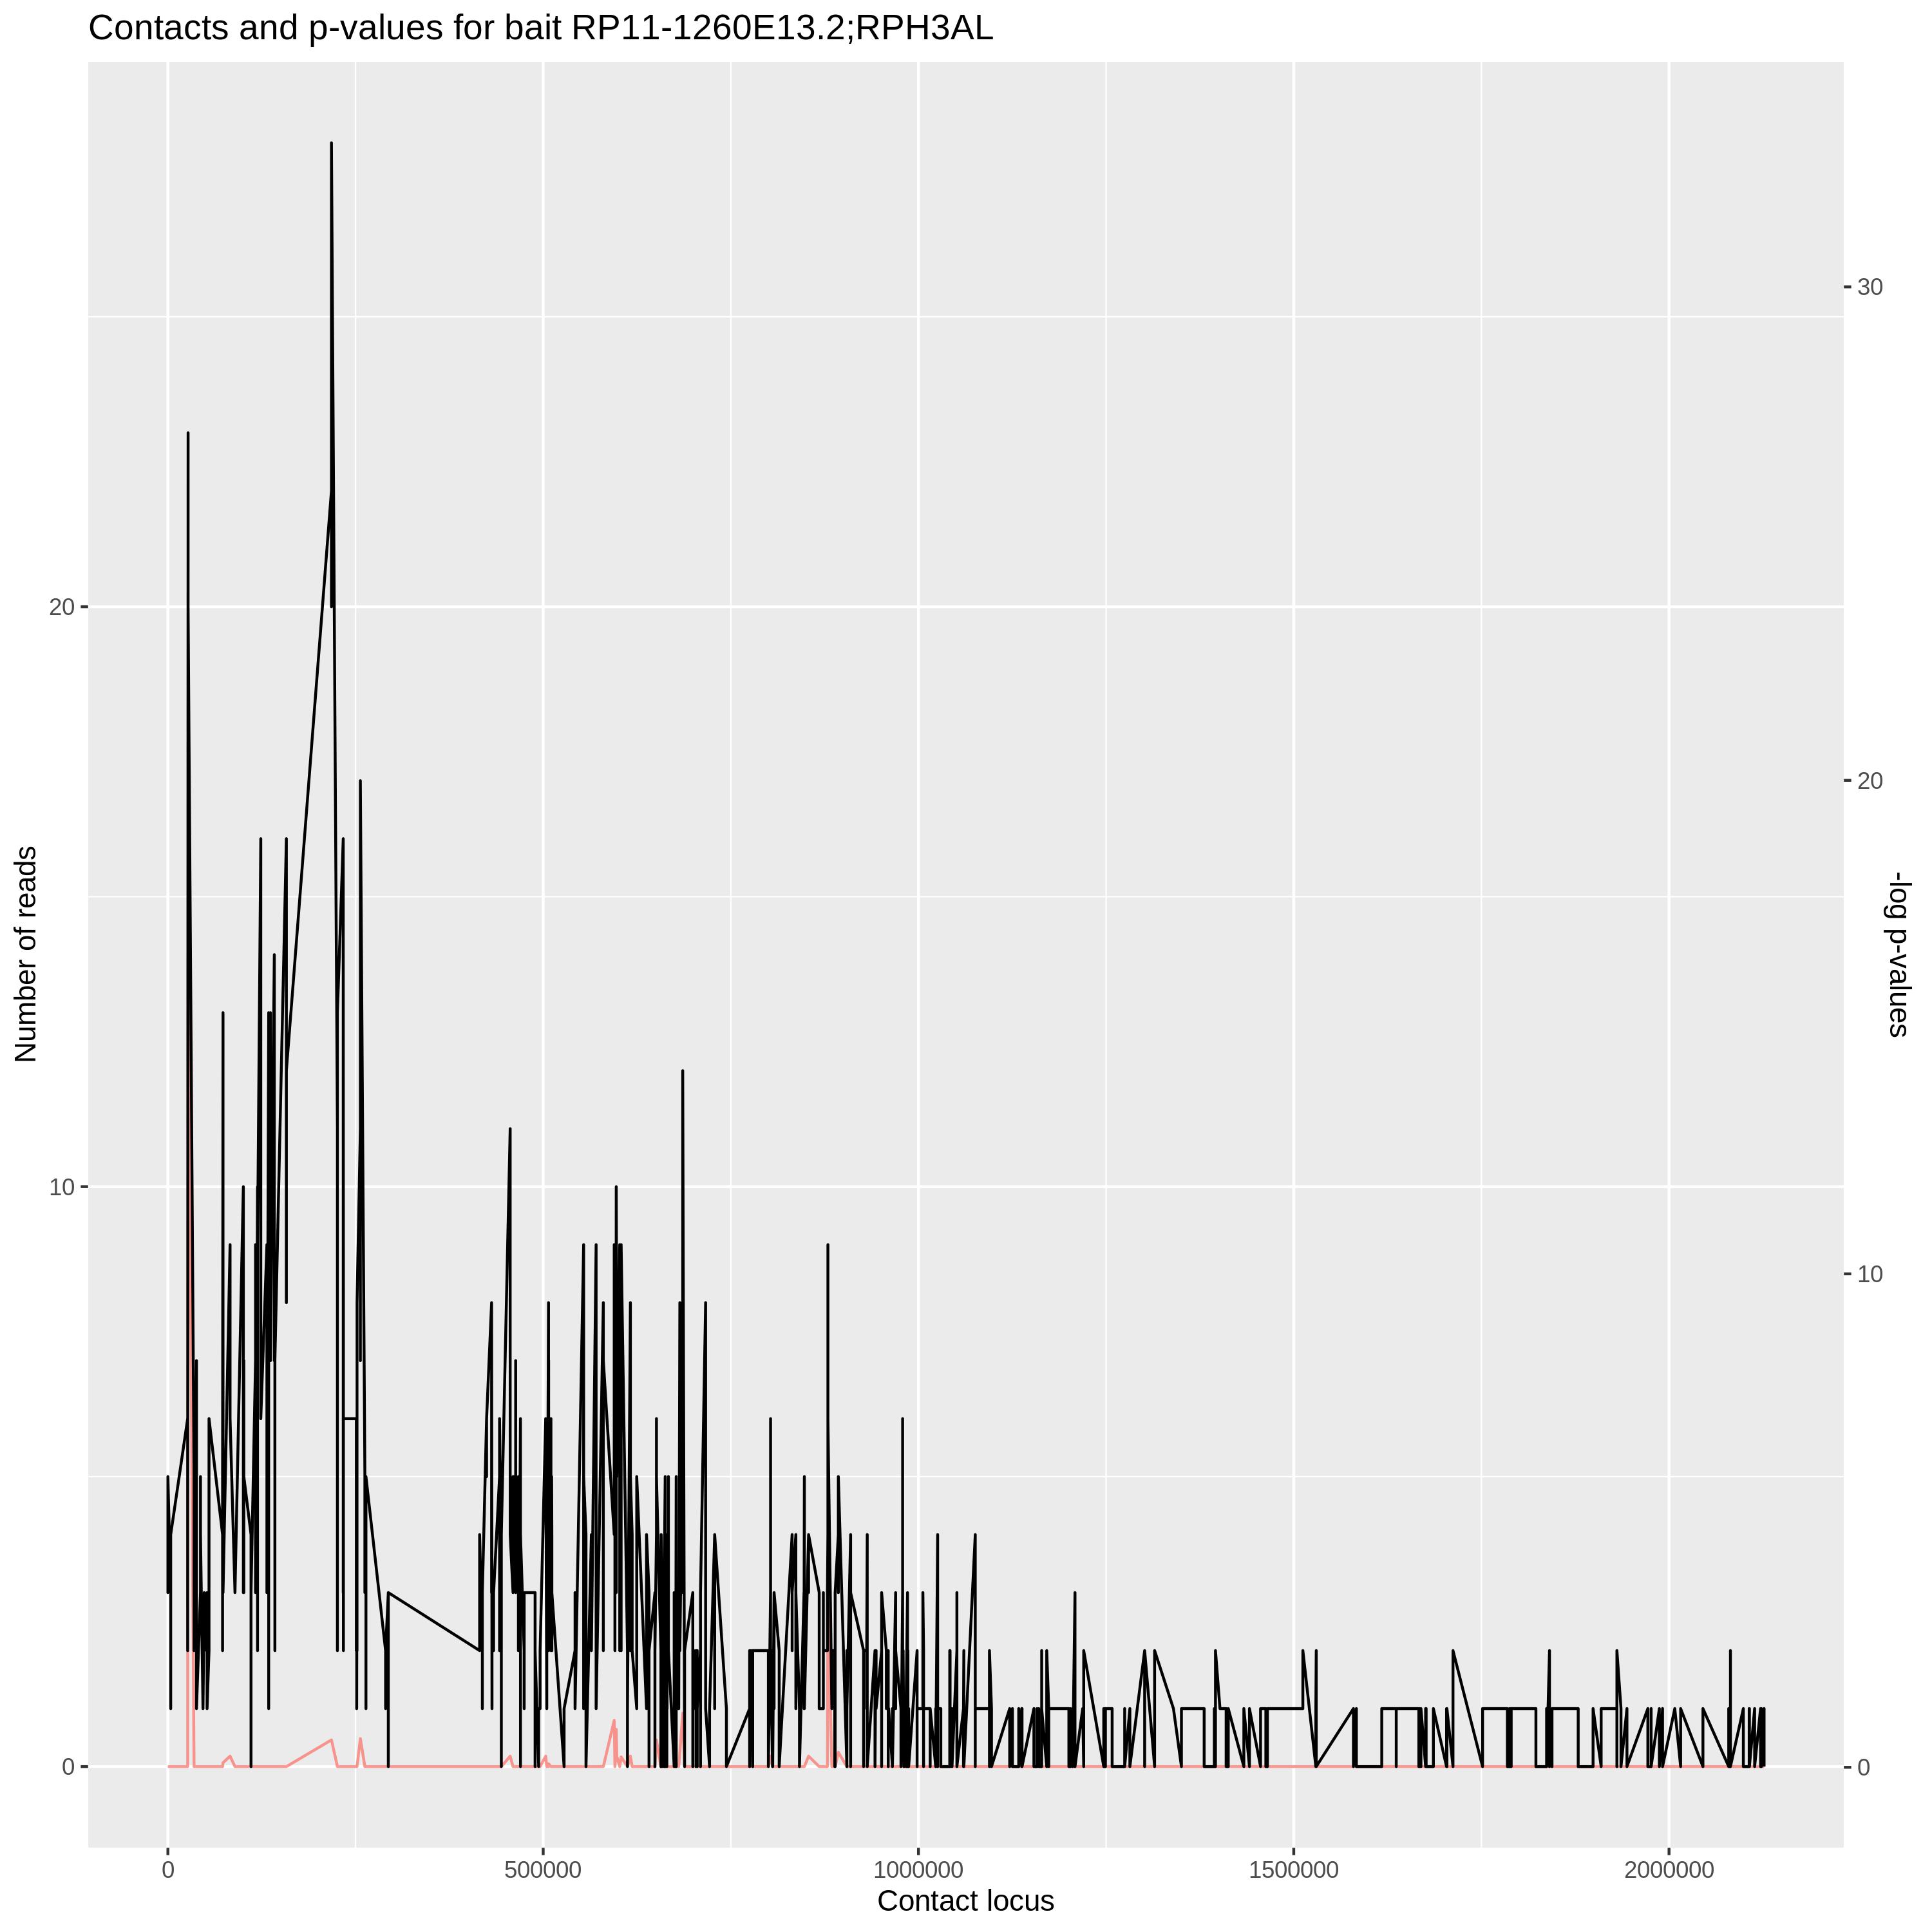 Contacts and p-values for bait RP11-1260E13.2;RPH3AL
30
20
20
Number of reads
-log p-values
10
10
0
0
0 500000 1000000 1500000 2000000
Contact locus